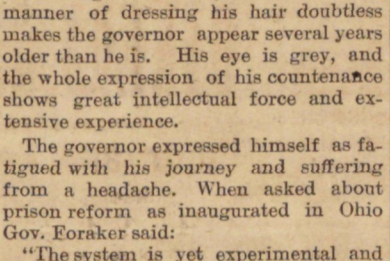 manner of dressing his hair doubtless
makes the governor appear several years
older than he is. His eye is grey, and
the whole expression of his countenance
shows great intellectual force and ex-
tensive experience.
The governor expressed himself as fa-
tigued with his journey and suffering
from a headache. When asked about
prison reform as inaugurated in Ohio
Gov. Foraker said:
"The system is yet experimental and